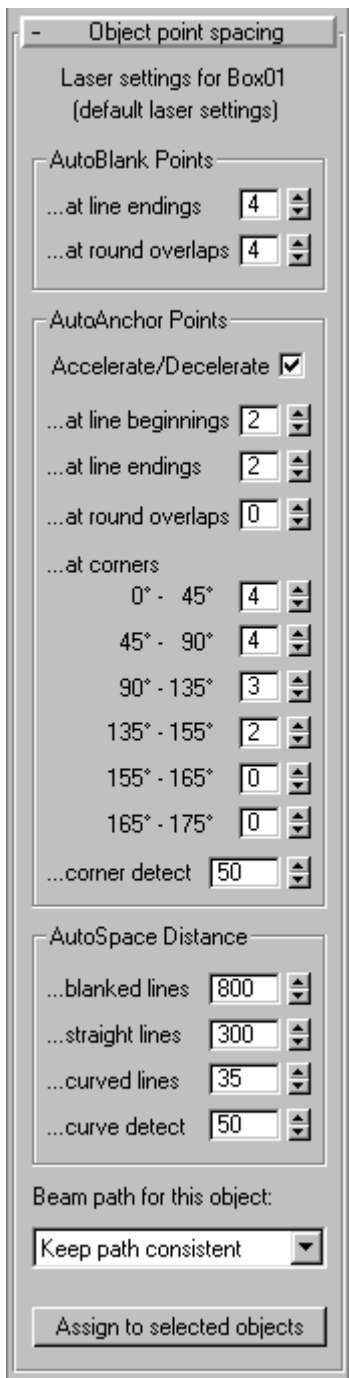 - Object point spacing
Laser settings for Box01
(default laser settings)
AutoBlank Points
...at line endings 4
...at round overlaps 4
AutoAnchor Points
Accelerate/Decelerate
...at line beginnings 2
...at line endings 2
...at round overlaps 0
...at corners
0° - 45° 4
45° - 90° 4
90° - 135° 3
135° - 155° 2
155° - 165° 0
165° - 175° 0
...corner detect 50
AutoSpace Distance
...blanked lines 800
...straight lines 300
...curved lines 35
...curve detect 50
Beam path for this object:
Keep path consistent
Assign to selected objects